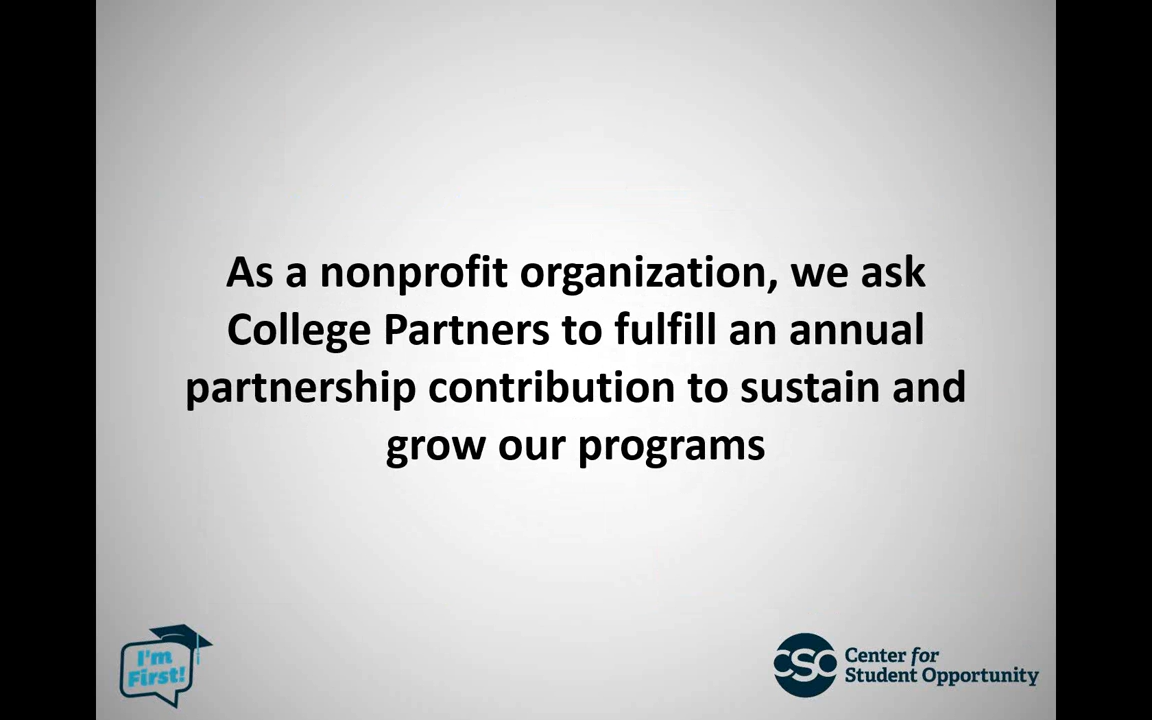 As a nonprofit organization, we ask
College Partners to fulfill an annual
partnership contribution to sustain and
grow our programs
I'm
First!
CSO
Center for
Student Opportunity